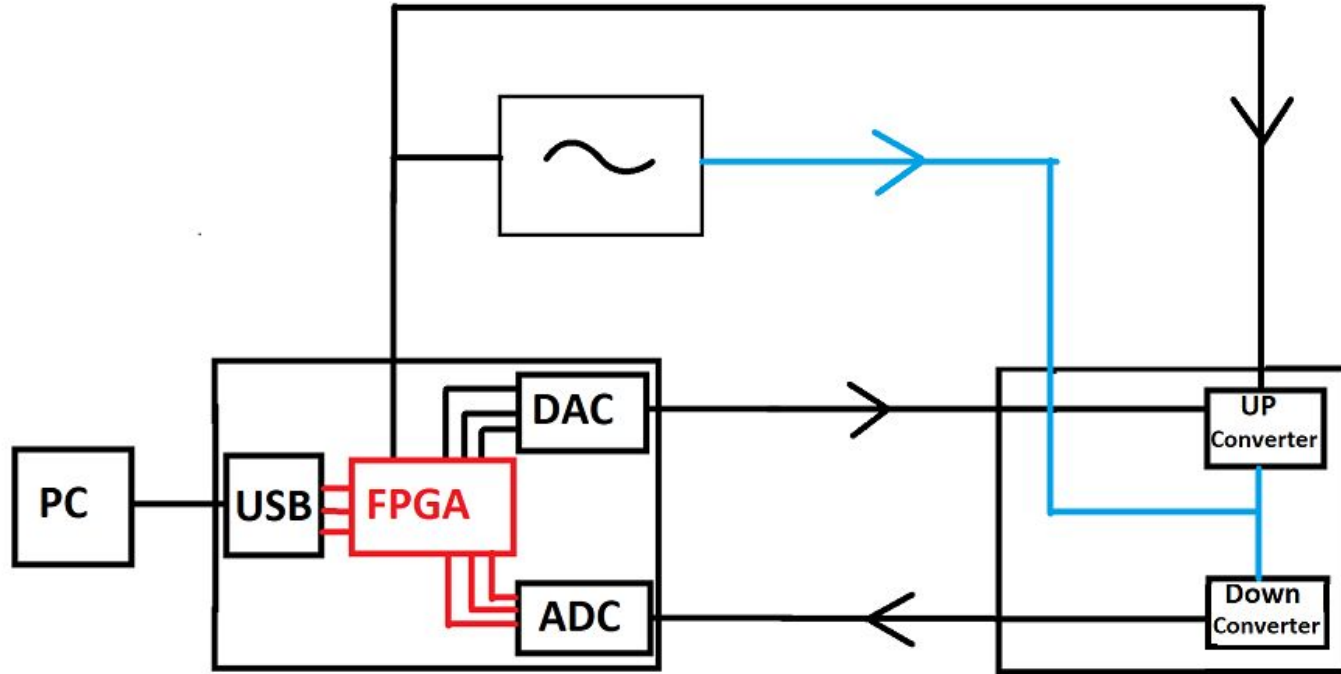 DAC
UP
Converter
PC
USB
FPGA
ADC
Down
Converter